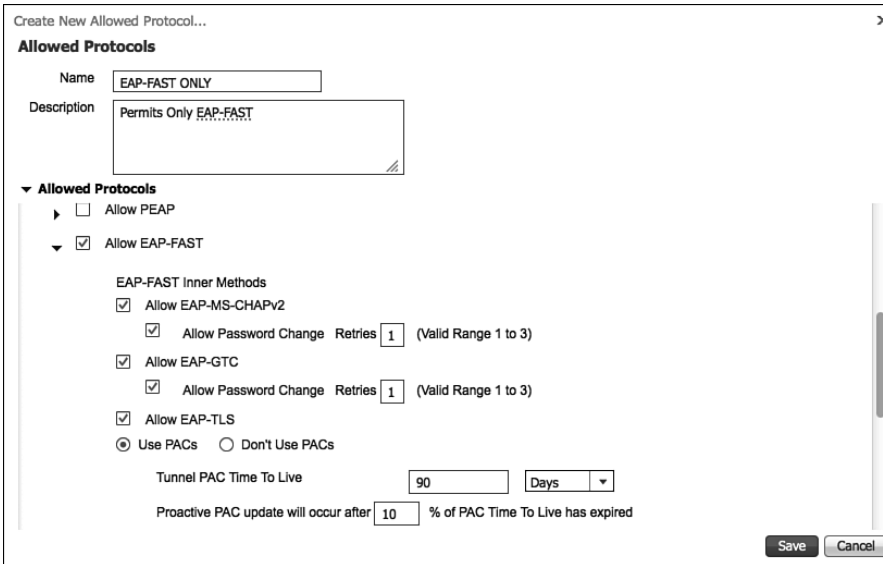 Create New Allowed Protocol...
Allowed Protocols
Name EAP-FAST ONLY
Description Permits Only EAP-FAST
Allowed Protocols
Allow PEAP
Allow EAP-FAST
EAP-FAST Inner Methods
Allow EAP-MS-CHAPv2
Allow Password Change Retries 1 (Valid Range 1 to 3)
Allow EAP-GTC
Allow Password Change Retries 1 (Valid Range 1 to 3)
Allow EAP-TLS
Use PACs Don't Use PACs
Tunnel PAC Time To Live 90 Days
Proactive PAC update will occur after 10 % of PAC Time To Live has expired
Save Cancel